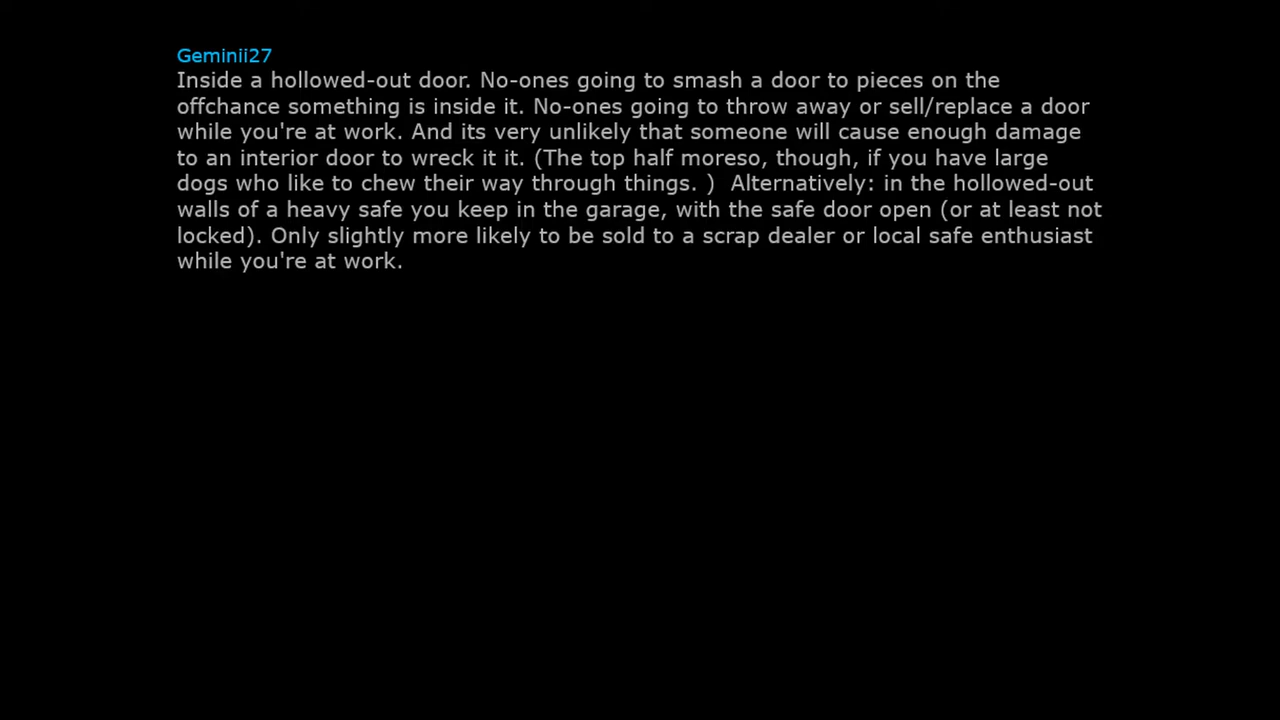 Geminii27
Inside a hollowed-out door. No-ones going to smash a door to pieces on the
offchance something is inside it. No-ones going to throw away or sell/replace a door
while you're at work. And its very unlikely that someone will cause enough damage
to an interior door to wreck it it. (The top half moreso, though, if you have large
dogs who like to chew their way through things. )  Alternatively: in the hollowed-out
walls of a heavy safe you keep in the garage, with the safe door open (or at least not
locked). Only slightly more likely to be sold to a scrap dealer or local safe enthusiast
while you're at work.